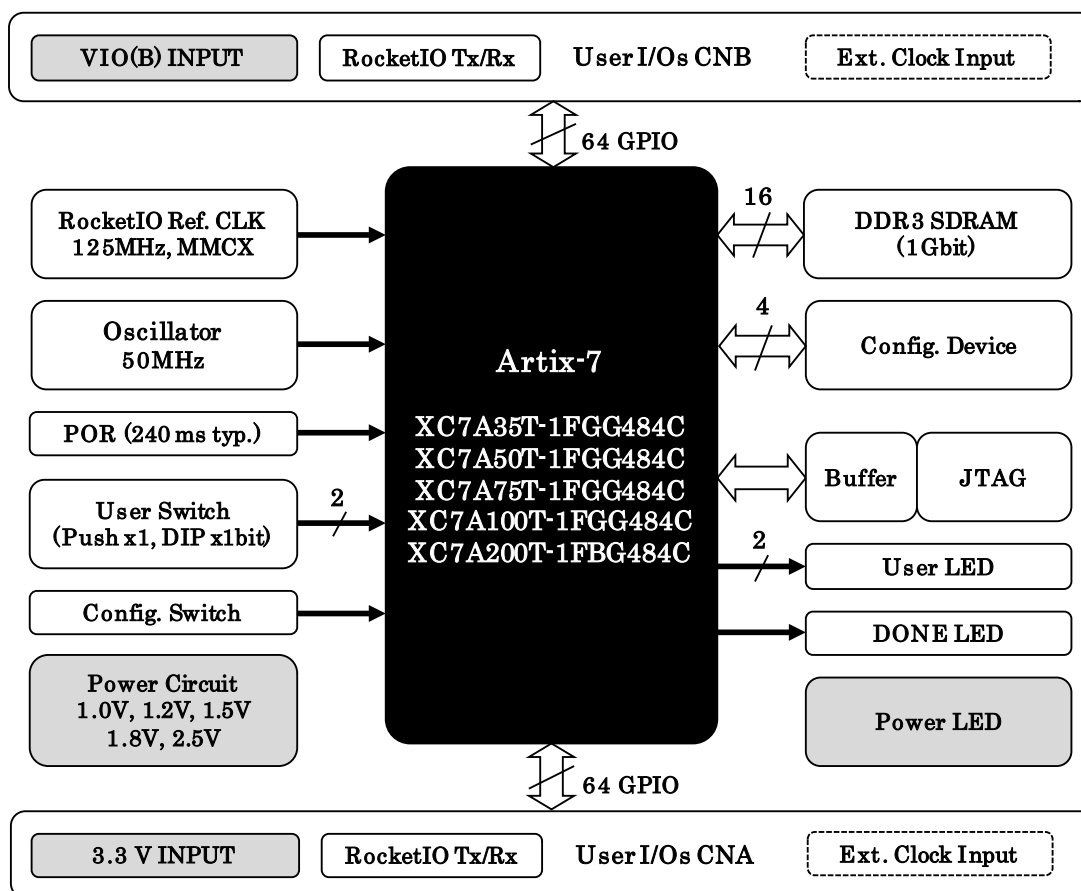 VIO(B) INPUT
RocketIO Tx/Rx
User I/Os CNB
Ext. Clock Input
64 GPIO
RocketIO Ref. CLK
125MHz, MMCX
Oscillator
50MHz
POR (240 ms typ.)
User Switch
(Push x1, DIP x1bit)
2
Config. Switch
Power Circuit
1.0V, 1.2V, 1.5V
1.8V, 2.5V
Artix-7
XC7A35T-1FGG484C
XC7A50T-1FGG484C
XC7A75T-1FGG484C
XC7A100T-1FGG484C
XC7A200T-1FBG484C
16
DDR3 SDRAM
(1Gbit)
4
Config. Device
Buffer
JTAG
2
User LED
DONE LED
Power LED
64 GPIO
3.3 V INPUT
RocketIO Tx/Rx
User I/Os CNA
Ext. Clock Input